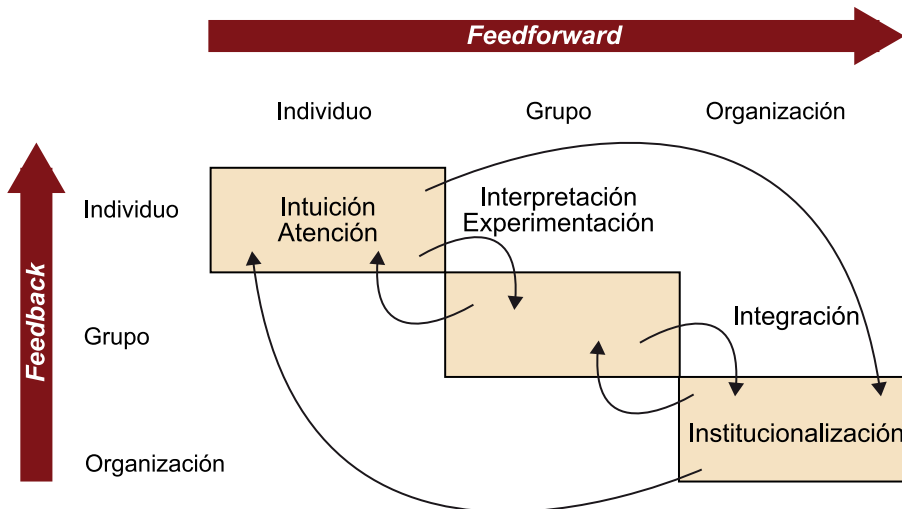 Feedforward
Individuo
Grupo
Organización
Individuo
Intuición
Atención
Interpretación
Experimentación
Feedback
Grupo
Integración
Organización
Institucionalización